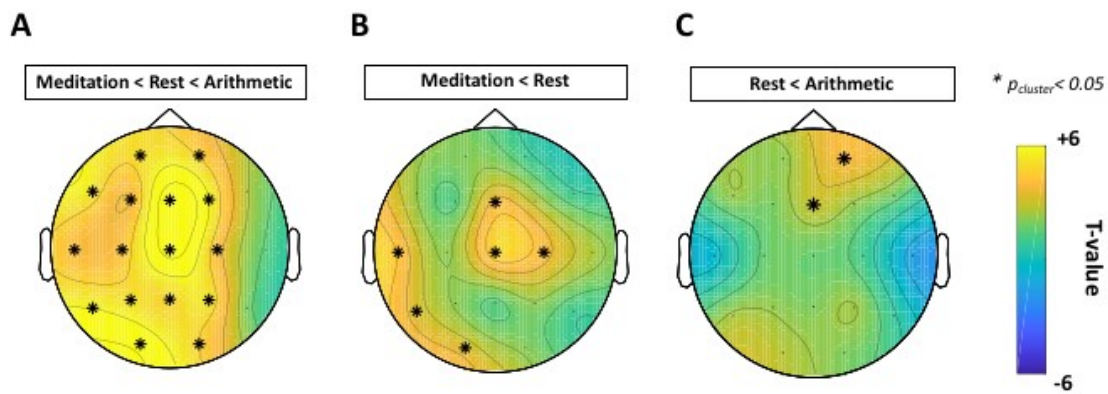 A
B
C
Meditation < Rest < Arithmetic
Meditation < Rest
Rest < Arithmetic
* pcluster< 0.05
+6
T-value
-6